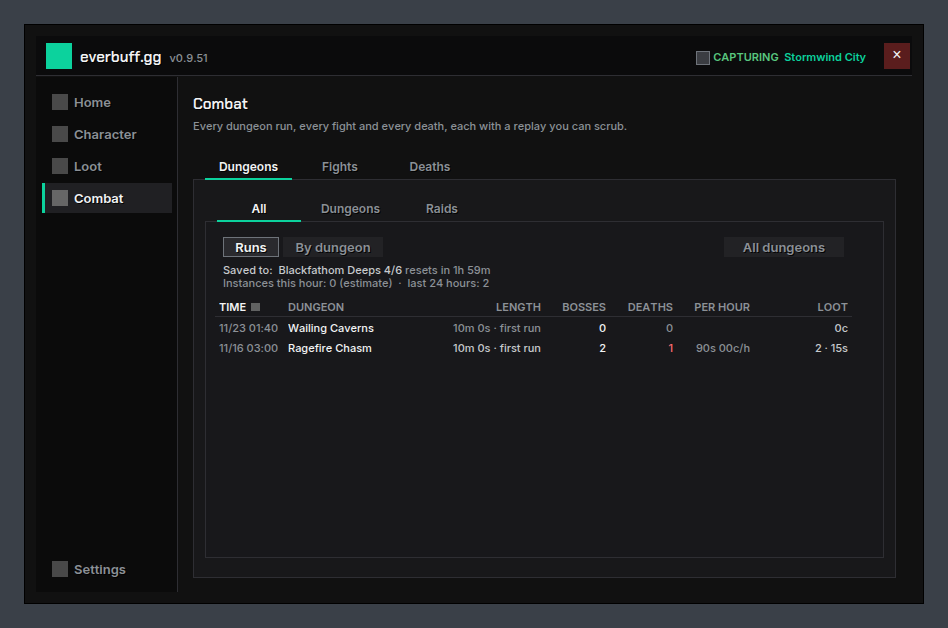 everbuff.gg v0.9.51
CAPTURING Stormwind City ×
Home
Character
Loot
Combat
Settings
Combat
Every dungeon run, every fight and every death, each with a replay you can scrub.
Dungeons Fights Deaths
All Dungeons Raids
Runs By dungeon All dungeons
Saved to: Blackfathom Deeps 4/6 resets in 1h 59m
Instances this hour: 0 (estimate) · last 24 hours: 2
TIME DUNGEON LENGTH BOSSES DEATHS PER HOUR LOOT
11/23 01:40 Wailing Caverns 10m 0s · first run 0 0 0c
11/16 03:00 Ragefire Chasm 10m 0s · first run 2 1 90s 00c/h 2 · 15s